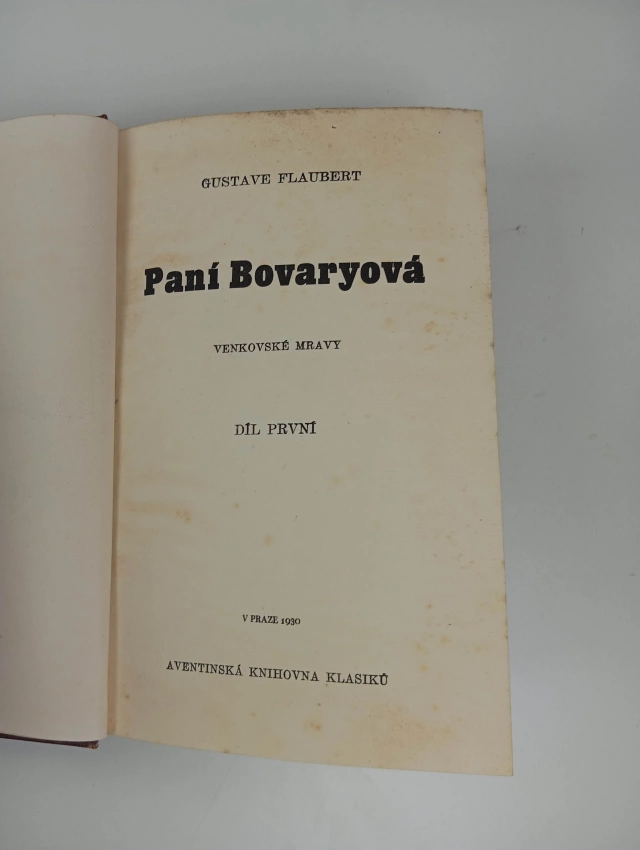 GUSTAVE FLAUBERT
Paní Bovaryová
VENKOVSKÉ MRAVY
DÍL PRVNÍ
V PRAZE 1930
AVENTINSKÁ KNIHOVNA KLASIKŮ